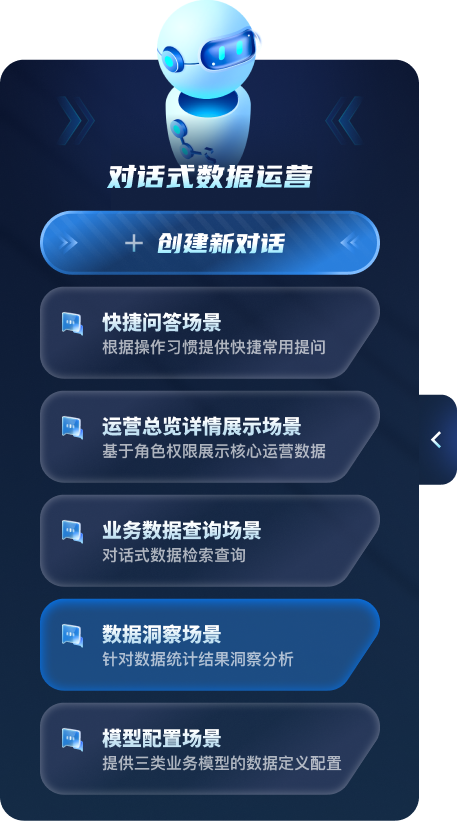 对话式数据运营
创建新对话
快捷问答场景
根据操作习惯提供快捷常用提问
运营总览详情展示场景
基于角色权限展示核心运营数据
业务数据查询场景
对话式数据检索查询
数据洞察场景
针对数据统计结果洞察分析
模型配置场景
提供三类业务模型的数据定义配置